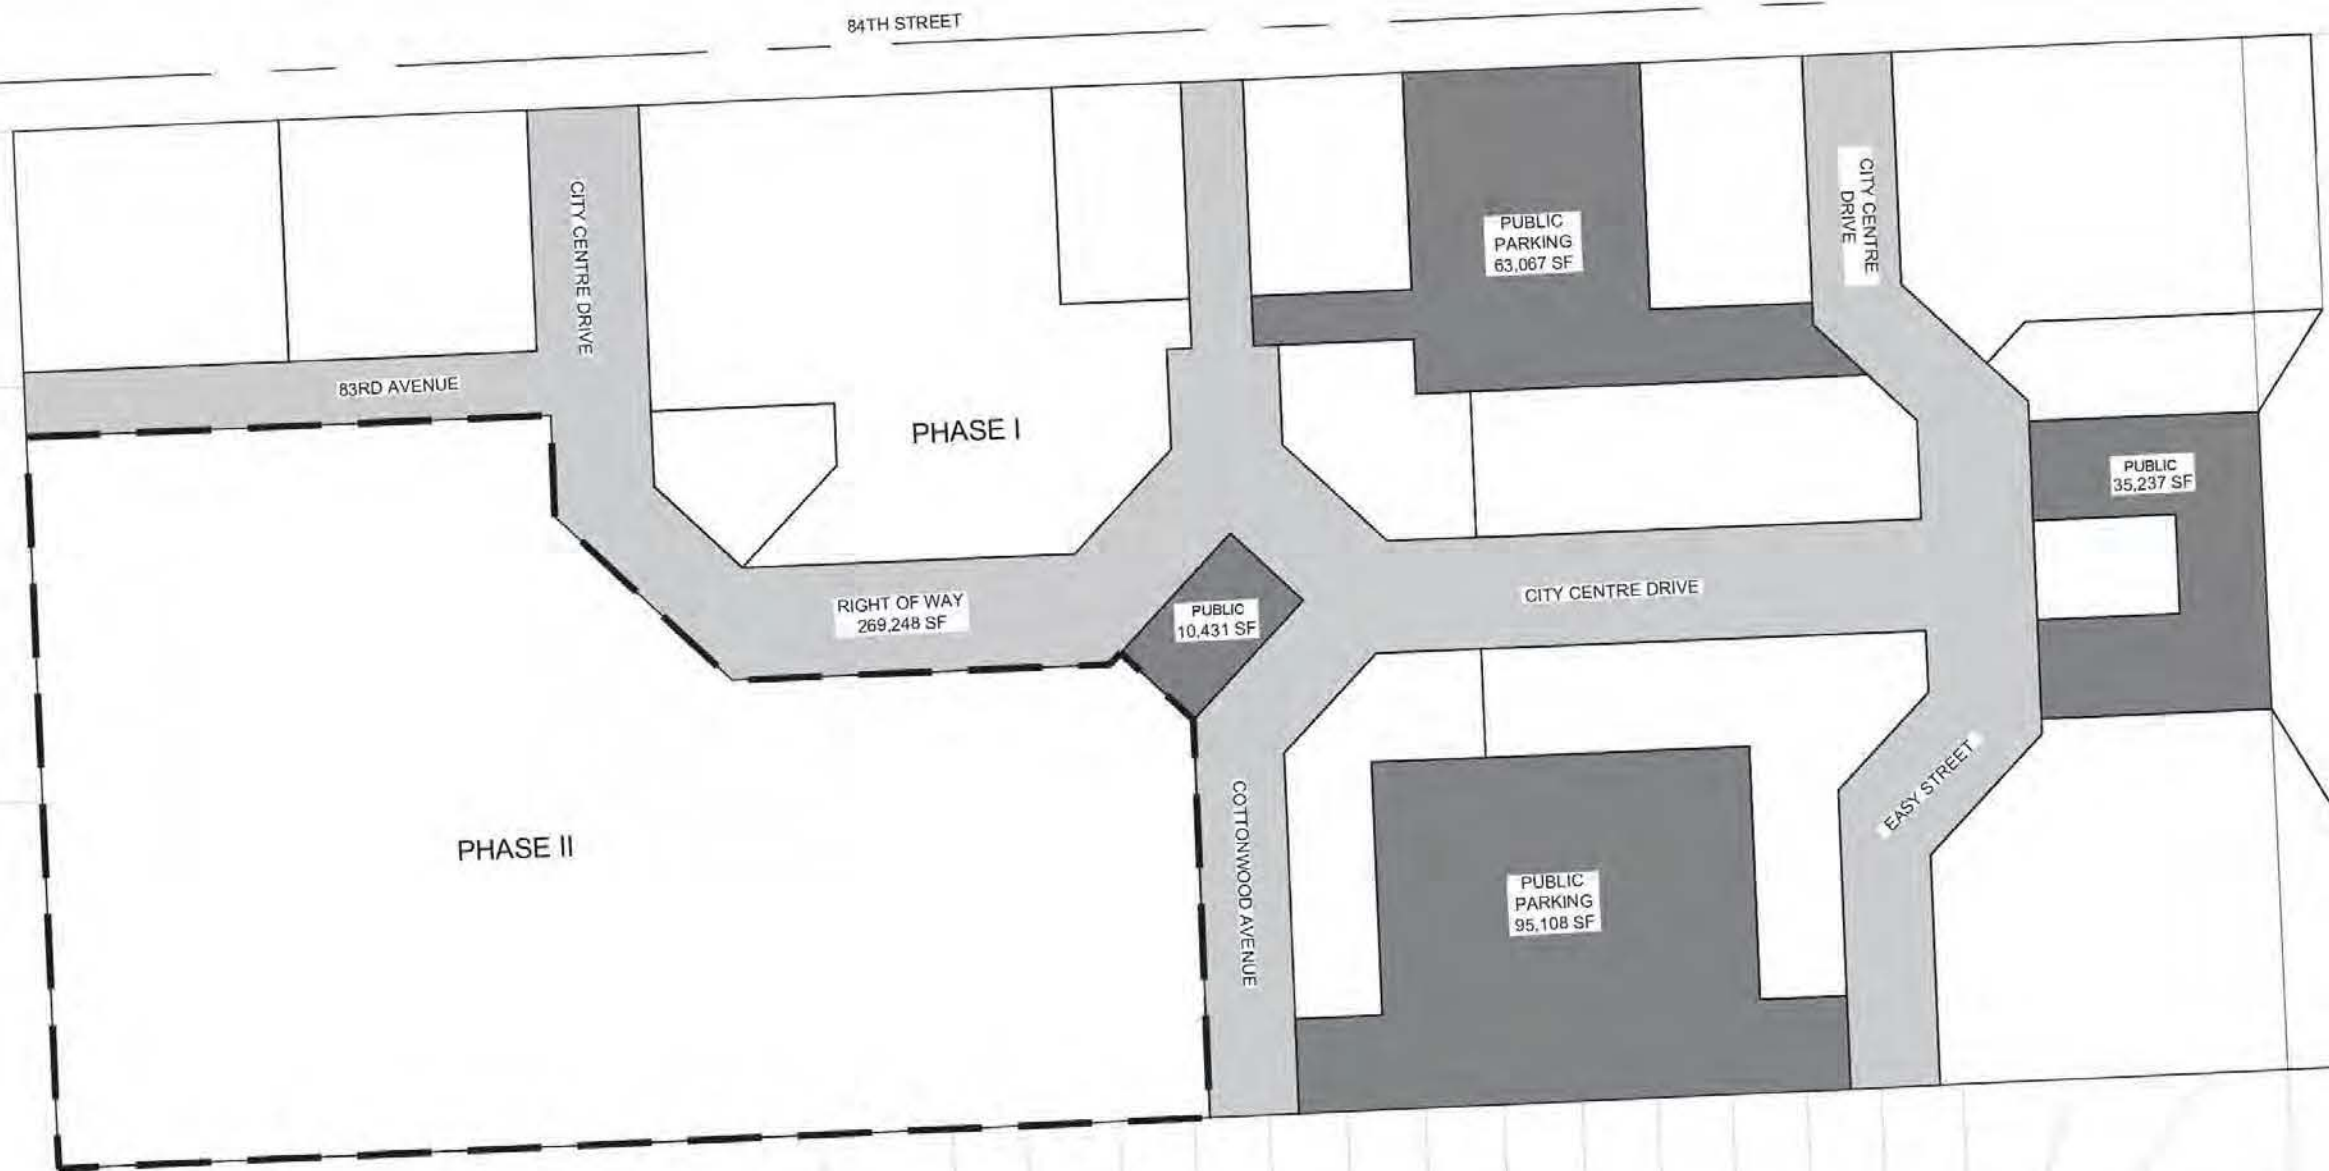 84TH STREET
CITY CENTRE DRIVE
CITY CENTRE
DRIVE
PUBLIC
PARKING
63,067 SF
83RD AVENUE
PHASE I
PUBLIC
35,237 SF
RIGHT OF WAY
269,248 SF
PUBLIC
10,431 SF
CITY CENTRE DRIVE
EASY STREET
PHASE II
COTTONWOOD AVENUE
PUBLIC
PARKING
95,108 SF